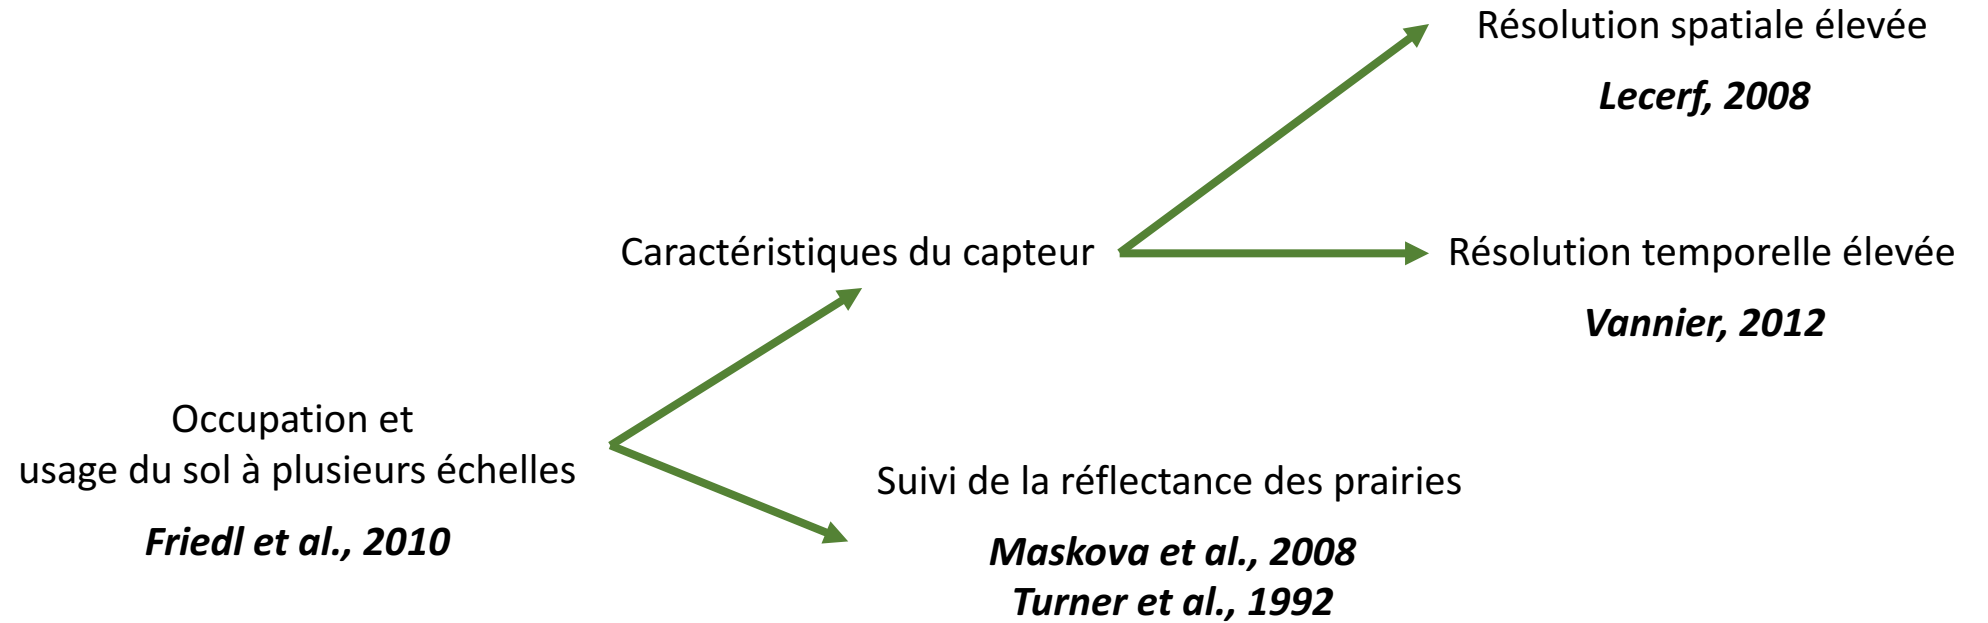 Résolution spatiale élevée
Lecerf, 2008
Caractéristiques du capteur
Résolution temporelle élevée
Vannier, 2012
Occupation et
usage du sol à plusieurs échelles
Friedl et al., 2010
Suivi de la réflectance des prairies
Maskova et al., 2008
Turner et al., 1992